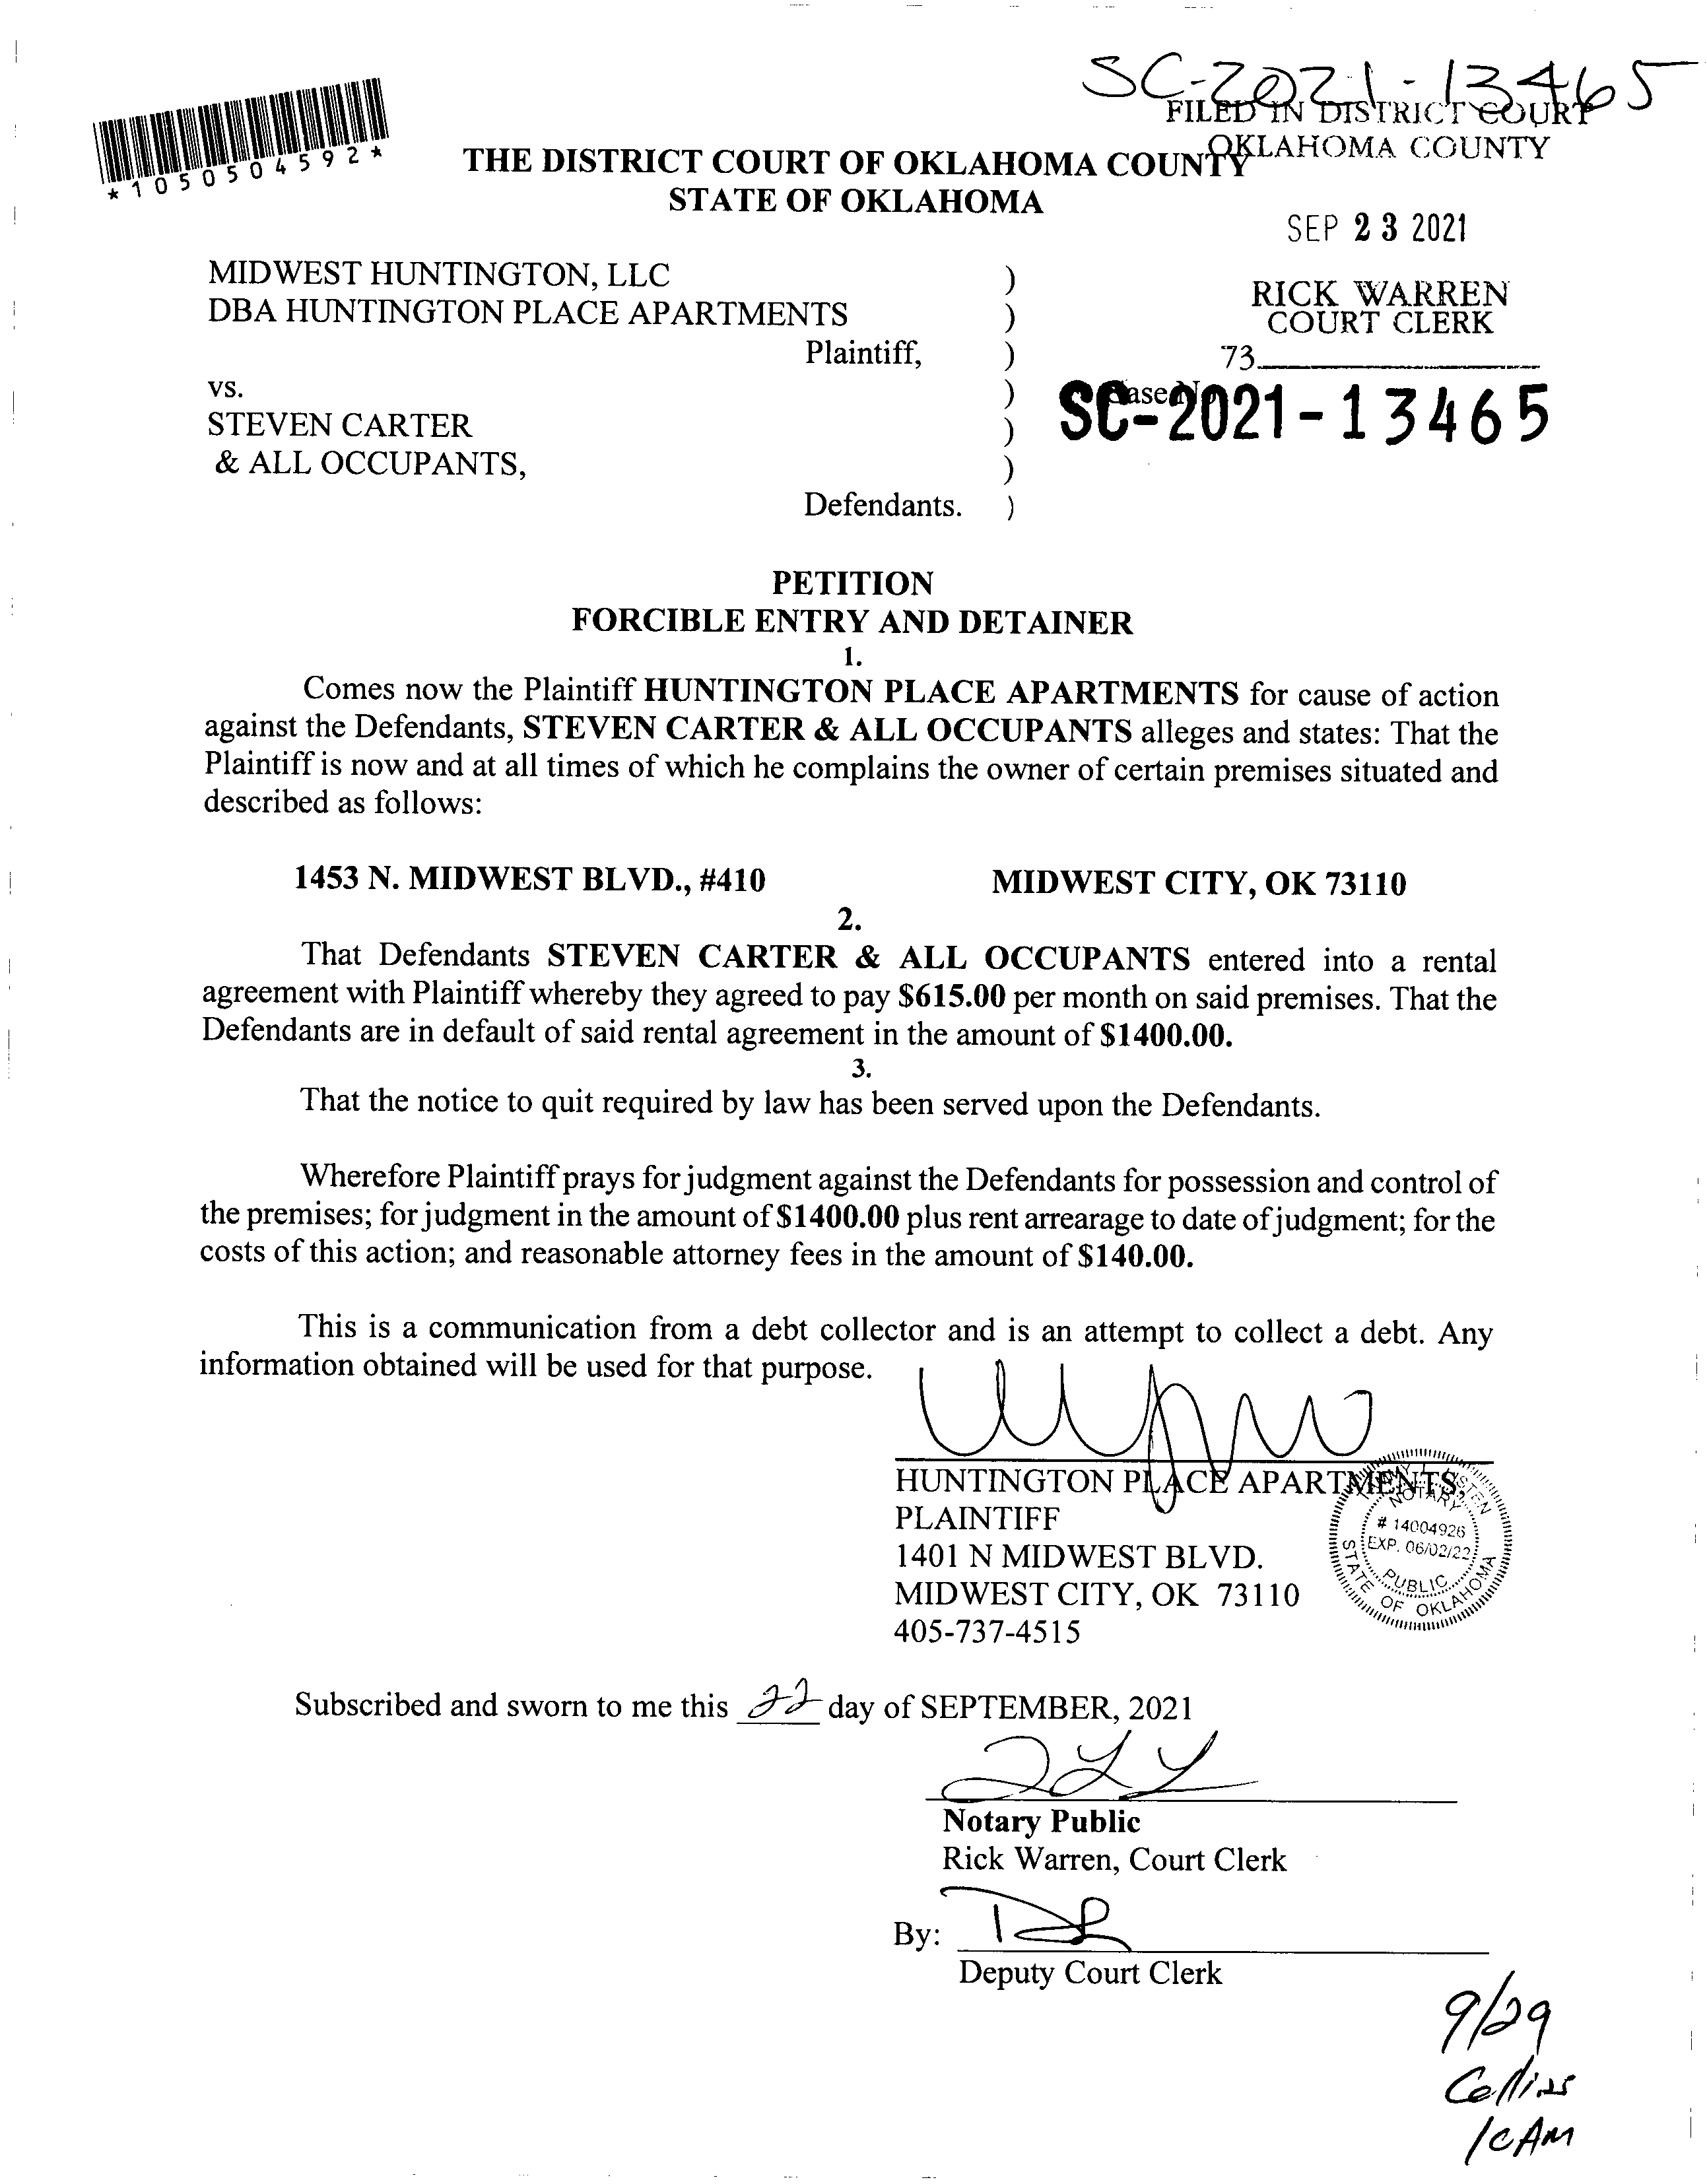 SC-2021-13465
FILED IN DISTRICT COURT
OKLAHOMA COUNTY
*1050504592*
THE DISTRICT COURT OF OKLAHOMA COUNTY
STATE OF OKLAHOMA
SEP 23 2021
MIDWEST HUNTINGTON, LLC )
DBA HUNTINGTON PLACE APARTMENTS )
RICK WARREN
COURT CLERK
Plaintiff, )
73
vs. )
Case No
SC-2021-13465
STEVEN CARTER )
& ALL OCCUPANTS, )
Defendants. )
PETITION
FORCIBLE ENTRY AND DETAINER
1.
Comes now the Plaintiff HUNTINGTON PLACE APARTMENTS for cause of action
against the Defendants, STEVEN CARTER & ALL OCCUPANTS alleges and states: That the
Plaintiff is now and at all times of which he complains the owner of certain premises situated and
described as follows:
1453 N. MIDWEST BLVD., #410 MIDWEST CITY, OK 73110
2.
That Defendants STEVEN CARTER & ALL OCCUPANTS entered into a rental
agreement with Plaintiff whereby they agreed to pay $615.00 per month on said premises. That the
Defendants are in default of said rental agreement in the amount of $1400.00.
3.
That the notice to quit required by law has been served upon the Defendants.
Wherefore Plaintiff prays for judgment against the Defendants for possession and control of
the premises; for judgment in the amount of $1400.00 plus rent arrearage to date of judgment; for the
costs of this action; and reasonable attorney fees in the amount of $140.00.
This is a communication from a debt collector and is an attempt to collect a debt. Any
information obtained will be used for that purpose.
HUNTINGTON PLACE APARTMENTS,
PLAINTIFF
1401 N MIDWEST BLVD.
MIDWEST CITY, OK 73110
405-737-4515
NOTARY
# 14004926
EXP. 06/02/22
PUBLIC
STATE OF OKLAHOMA
Subscribed and sworn to me this 22 day of SEPTEMBER, 2021
Notary Public
Rick Warren, Court Clerk
By:
Deputy Court Clerk
9/29
Collins
10AM